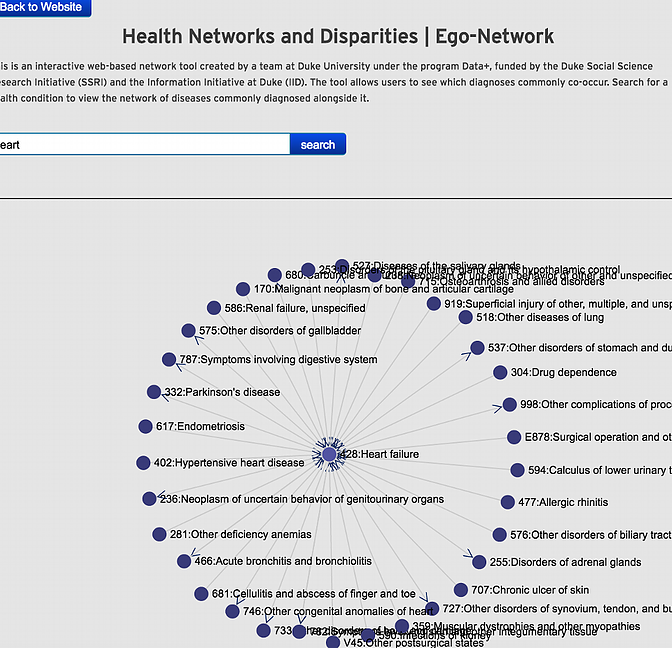 Back to Website
Health Networks and Disparities | Ego-Network
is is an interactive web-based network tool created by a team at Duke University under the program Data+, funded by the Duke Social Science
esearch Initiative (SSRI) and the Information Initiative at Duke (IID). The tool allows users to see which diagnoses commonly co-occur. Search for a
alth condition to view the network of diseases commonly diagnosed alongside it.
eart
search
527:Diseases of the salivary glands
253:Disorders of the pituitary gland and its hypothalamic control
680:Carbuncle and
Neoplasm of uncertain behavior of other and unspecified
715:Osteoarthrosis and allied disorders
170:Malignant neoplasm of bone and articular cartilage
919:Superficial injury of other, multiple, and unsp
586:Renal failure, unspecified
518:Other diseases of lung
575:Other disorders of gallbladder
537:Other disorders of stomach and du
787:Symptoms involving digestive system
304:Drug dependence
332:Parkinson's disease
998:Other complications of proc
617:Endometriosis
E878:Surgical operation and ot
428:Heart failure
402:Hypertensive heart disease
594:Calculus of lower urinary t
236:Neoplasm of uncertain behavior of genitourinary organs
477:Allergic rhinitis
281:Other deficiency anemias
576:Other disorders of biliary tract
466:Acute bronchitis and bronchiolitis
255:Disorders of adrenal glands
681:Cellulitis and abscess of finger and toe
707:Chronic ulcer of skin
746:Other congenital anomalies of heart
727:Other disorders of synovium, tendon, and bu
359:Muscular dystrophies and other myopathies
733:Other disorders of bone and cartilage
782:Symptoms
other integumentary tissue
590:Infections of kidney
V45:Other postsurgical states